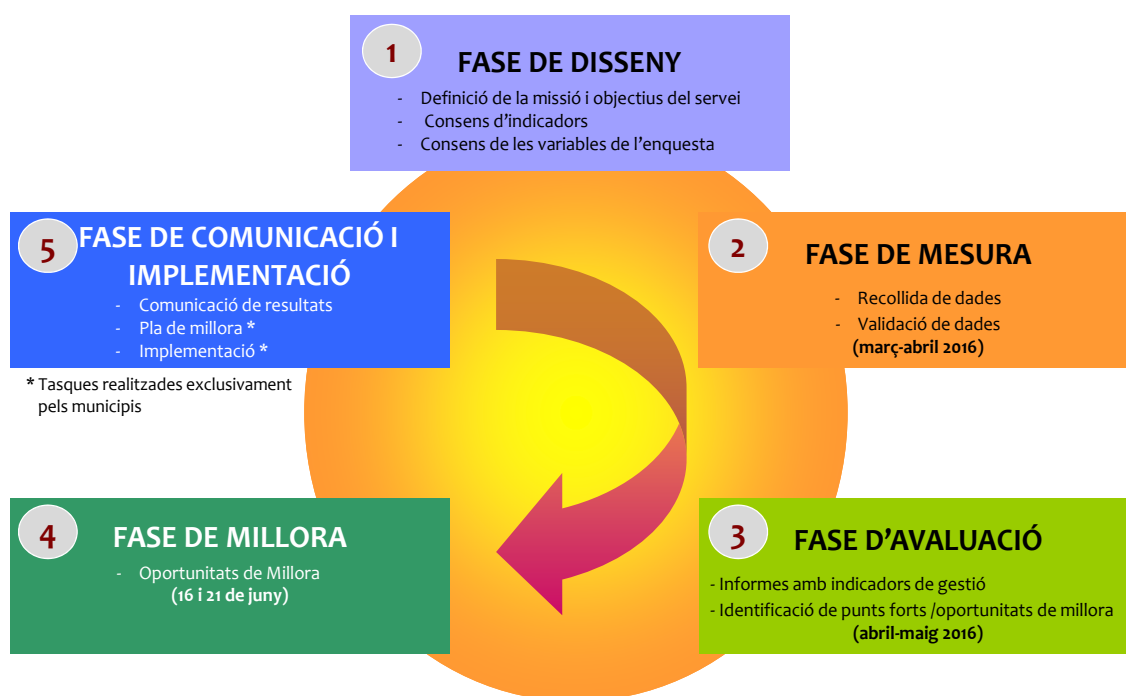 1
FASE DE DISSENY
- Definició de la missió i objectius del servei
- Consens d’indicadors
- Consens de les variables de l’enquesta
2
FASE DE MESURA
- Recollida de dades
- Validació de dades
(març-abril 2016)
3
FASE D’AVALUACIÓ
- Informes amb indicadors de gestió
- Identificació de punts forts /oportunitats de millora
(abril-maig 2016)
4
FASE DE MILLORA
- Oportunitats de Millora
(16 i 21 de juny)
5
FASE DE COMUNICACIÓ I
IMPLEMENTACIÓ
- Comunicació de resultats
- Pla de millora *
- Implementació *
* Tasques realitzades exclusivament
pels municipis